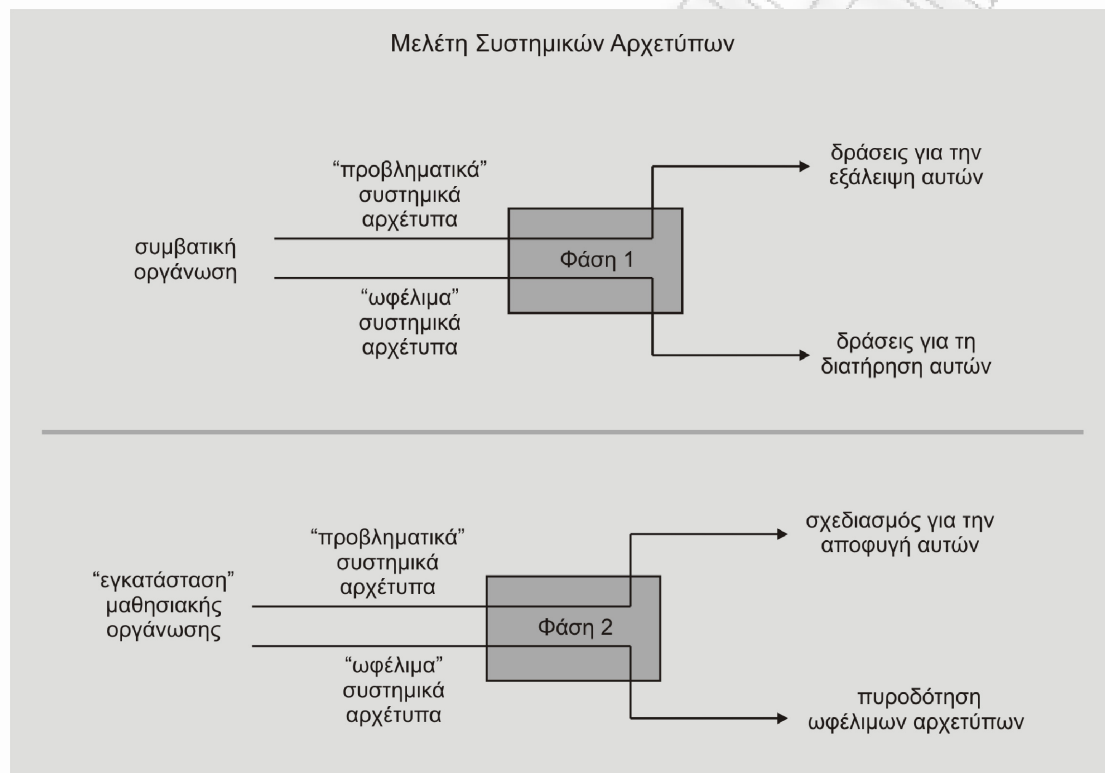 Μελέτη Συστημικών Αρχετύπων
“προβληματικά”
συστημικά
αρχέτυπα
δράσεις για την
εξάλειψη αυτών
συμβατική
οργάνωση
Φάση 1
“ωφέλιμα”
συστημικά
αρχέτυπα
δράσεις για τη
διατήρηση αυτών
“προβληματικά”
συστημικά
αρχέτυπα
σχεδιασμός για την
αποφυγή αυτών
“εγκατάσταση”
μαθησιακής
οργάνωσης
Φάση 2
“ωφέλιμα”
συστημικά
αρχέτυπα
πυροδότηση
ωφέλιμων αρχετύπων